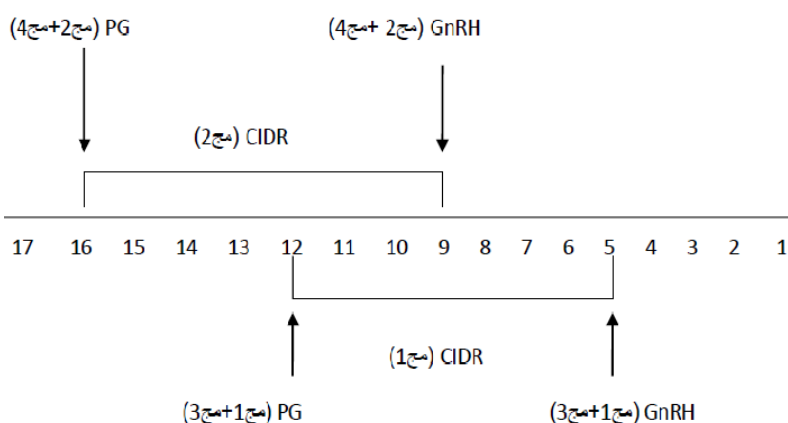 (مج2+مج4) PG
(مج2 +مج4) GnRH
(مج2) CIDR
17 16 15 14 13 12 11 10 9 8 7 6 5 4 3 2 1
(مج1) CIDR
(مج1+مج3) PG
(مج1+مج3) GnRH